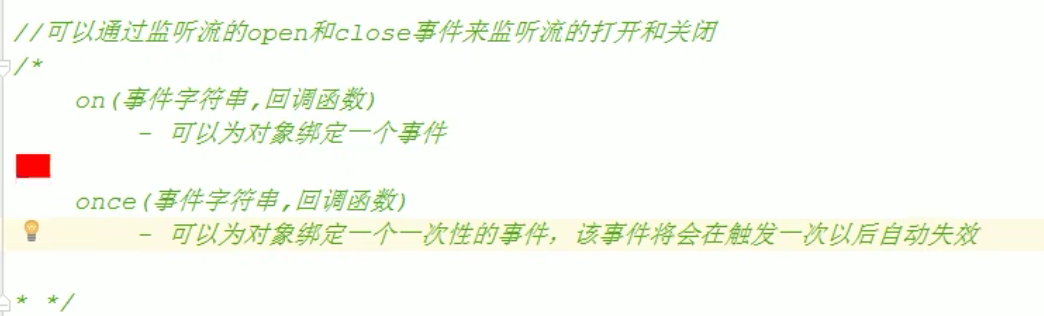 //可以通过监听流的open和close事件来监听流的打开和关闭
/*
on(事件字符串,回调函数)
- 可以为对象绑定一个事件
once(事件字符串,回调函数)
- 可以为对象绑定一个一次性的事件，该事件将会在触发一次以后自动失效
* */